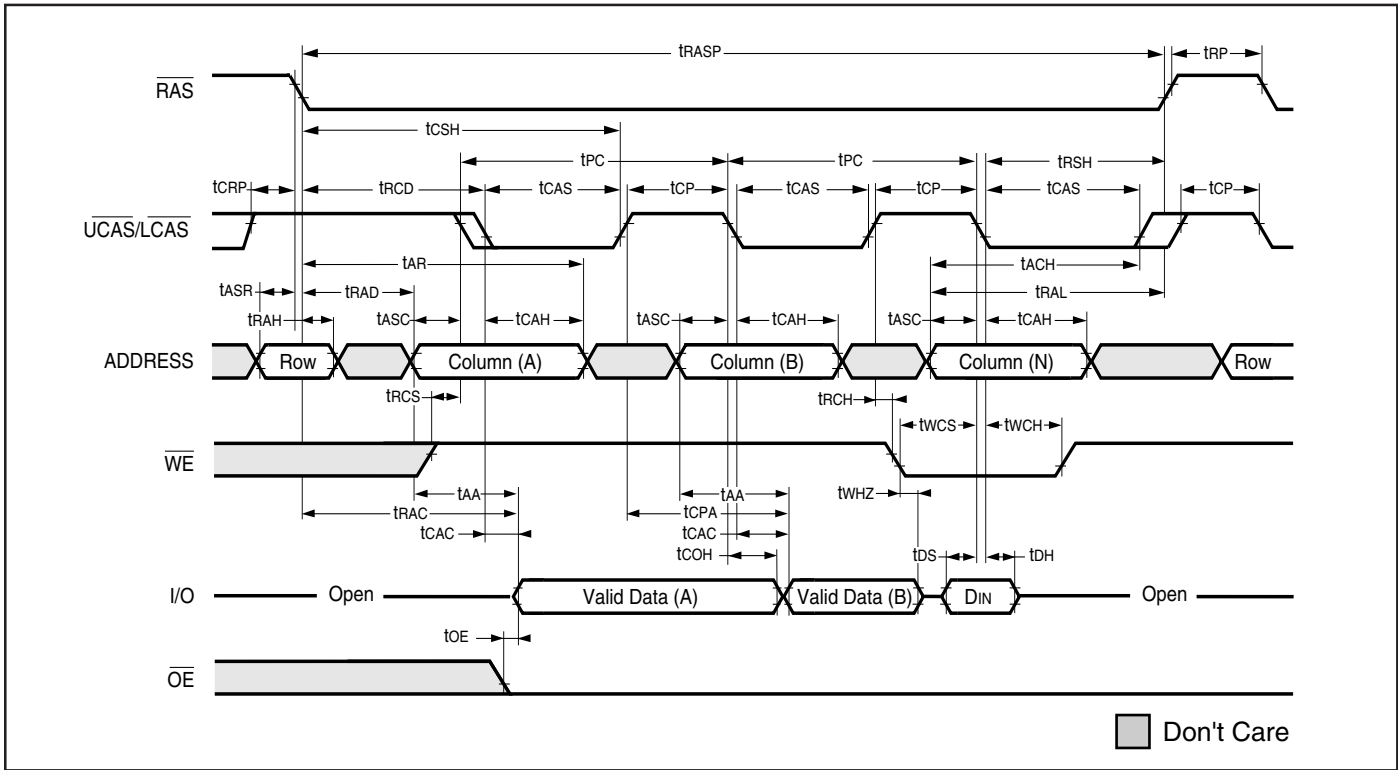 tRASP
tRP
RAS
tCSH
tPC
tPC
tRSH
tCRP
tRCD
tCAS
tCP
tCAS
tCP
tCAS
tCP
UCAS/LCAS
tAR
tACH
tASR
tRAD
tRAL
tRAH
tASC
tCAH
tASC
tCAH
tASC
tCAH
ADDRESS
Row
Column (A)
Column (B)
Column (N)
Row
tRCS
tRCH
tWCS
tWCH
WE
tAA
tAA
tWHZ
tRAC
tCPA
tCAC
tCAC
tCOH
tDS
tDH
I/O
Open
Valid Data (A)
Valid Data (B)
DIN
Open
tOE
OE
Don't Care